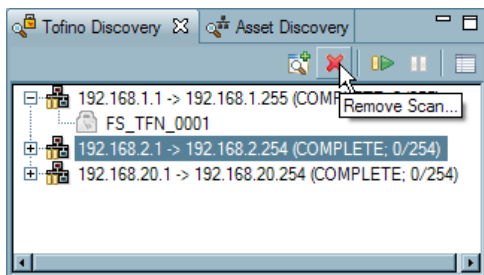 Tofino Discovery Asset Discovery
192.168.1.1 -> 192.168.1.255 (COMP
Remove Scan...
FS_TFN_0001
192.168.2.1 -> 192.168.2.254 (COMPLETE; 0/254)
192.168.20.1 -> 192.168.20.254 (COMPLETE; 0/254)